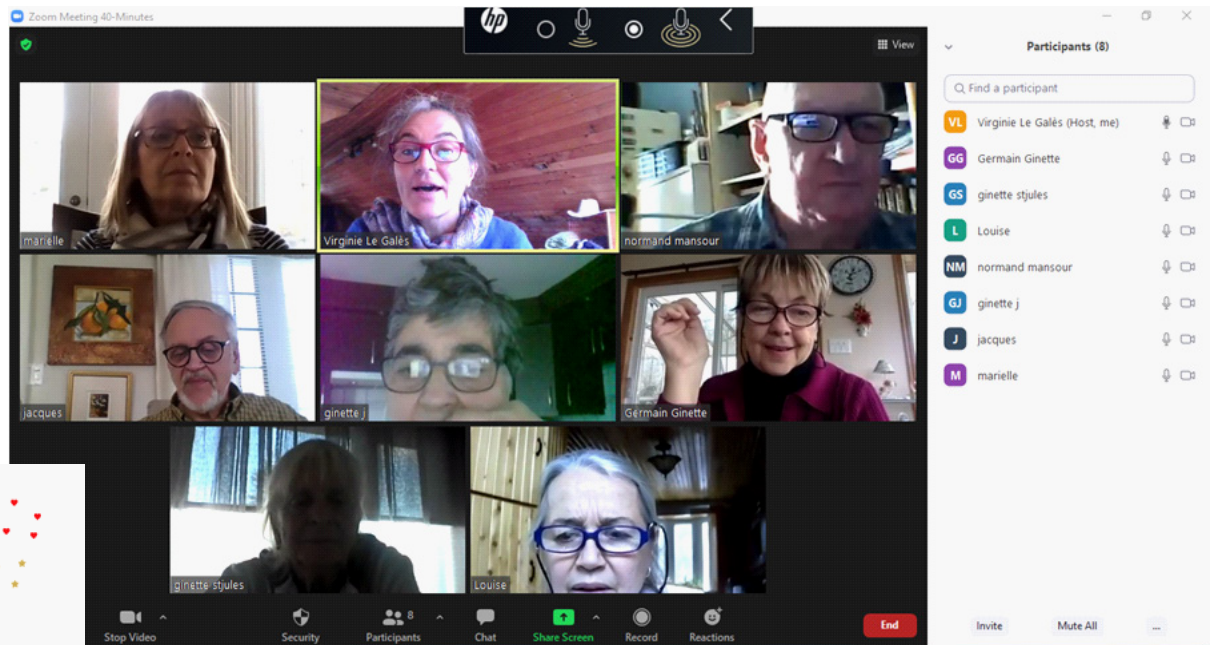 Zoom Meeting 40-Minutes
hp
View
marielle
Virginie Le Galès
normand mansour
jacques
ginette j
Germain Ginette
ginette stjules
Louise
Stop Video
Security
8
Participants
Chat
Share Screen
Record
Reactions
End
Participants (8)
Find a participant
VL Virginie Le Galès (Host, me)
GG Germain Ginette
GS ginette stjules
L Louise
NM normand mansour
GJ ginette j
J jacques
M marielle
Invite Mute All ...